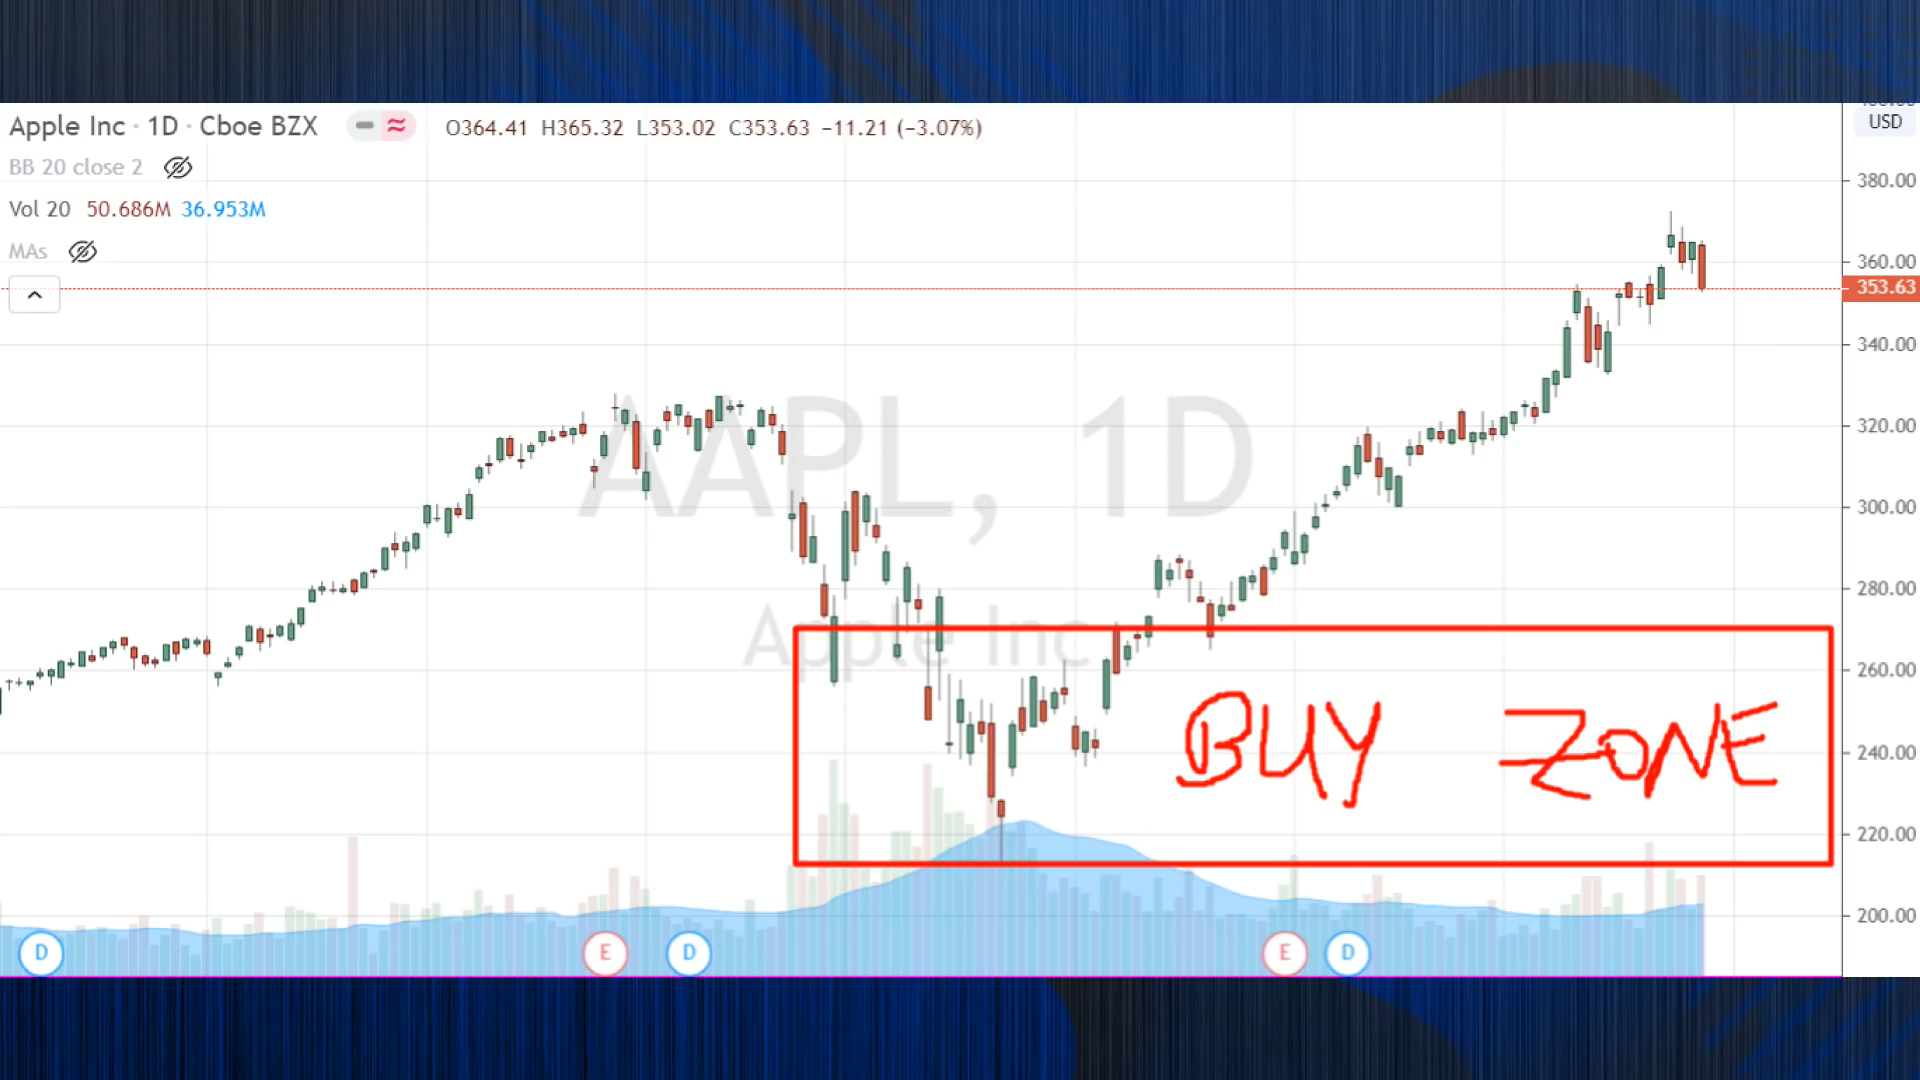 Apple Inc · 1D · Cboe BZX O364.41 H365.32 L353.02 C353.63 −11.21 (−3.07%)
USD
BB 20 close 2
Vol 20 50.686M 36.953M
MAs
380.00
360.00
353.63
340.00
320.00
300.00
280.00
260.00
240.00
220.00
200.00
AAPL, 1D
Apple Inc
BUY ZONE
D E D E D